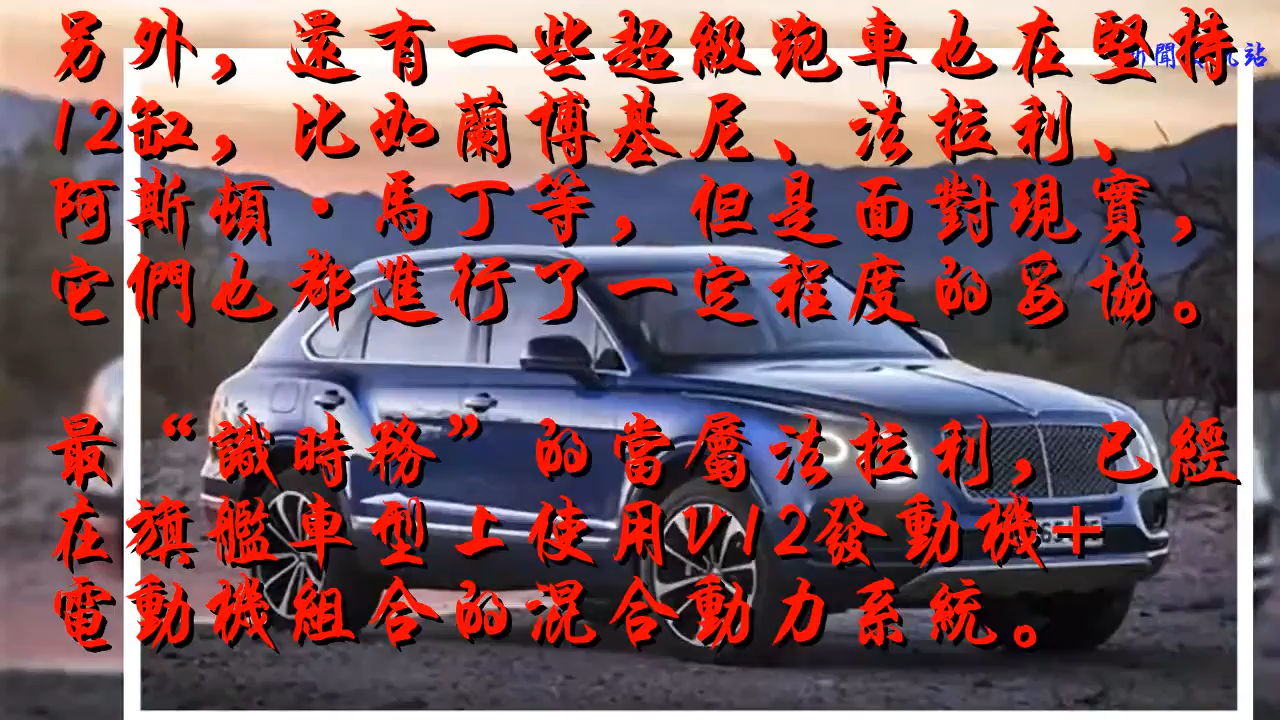 另外，還有一些超級跑車也在堅持
12缸，比如蘭博基尼、法拉利、
阿斯頓·馬丁等，但是面對現實，
它們也都進行了一定程度的妥協。
最“識時務”的當屬法拉利，已經
在旗艦車型上使用V12發動機+
電動機組合的混合動力系統。